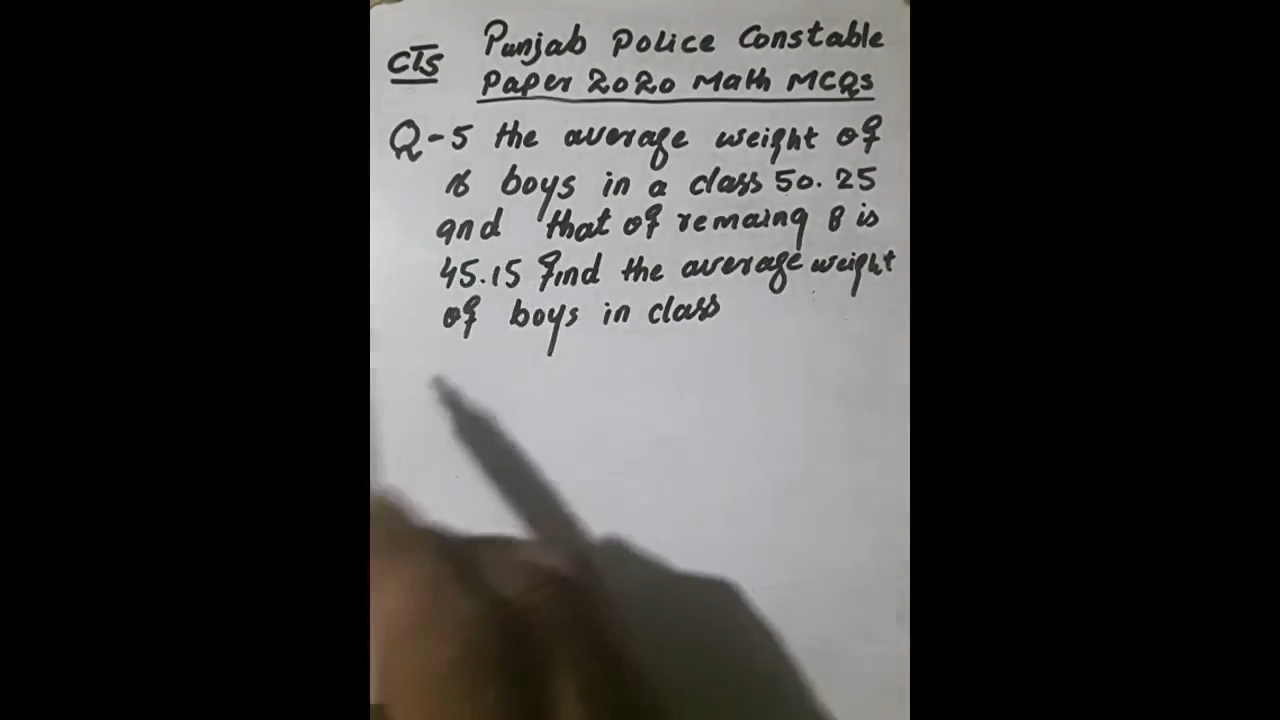 CTS Punjab Police Constable
Paper 2020 Math MCQs
Q-5 the average weight of
16 boys in a class 50.25
and that of remaing 8 is
45.15 Find the average weight
of boys in class